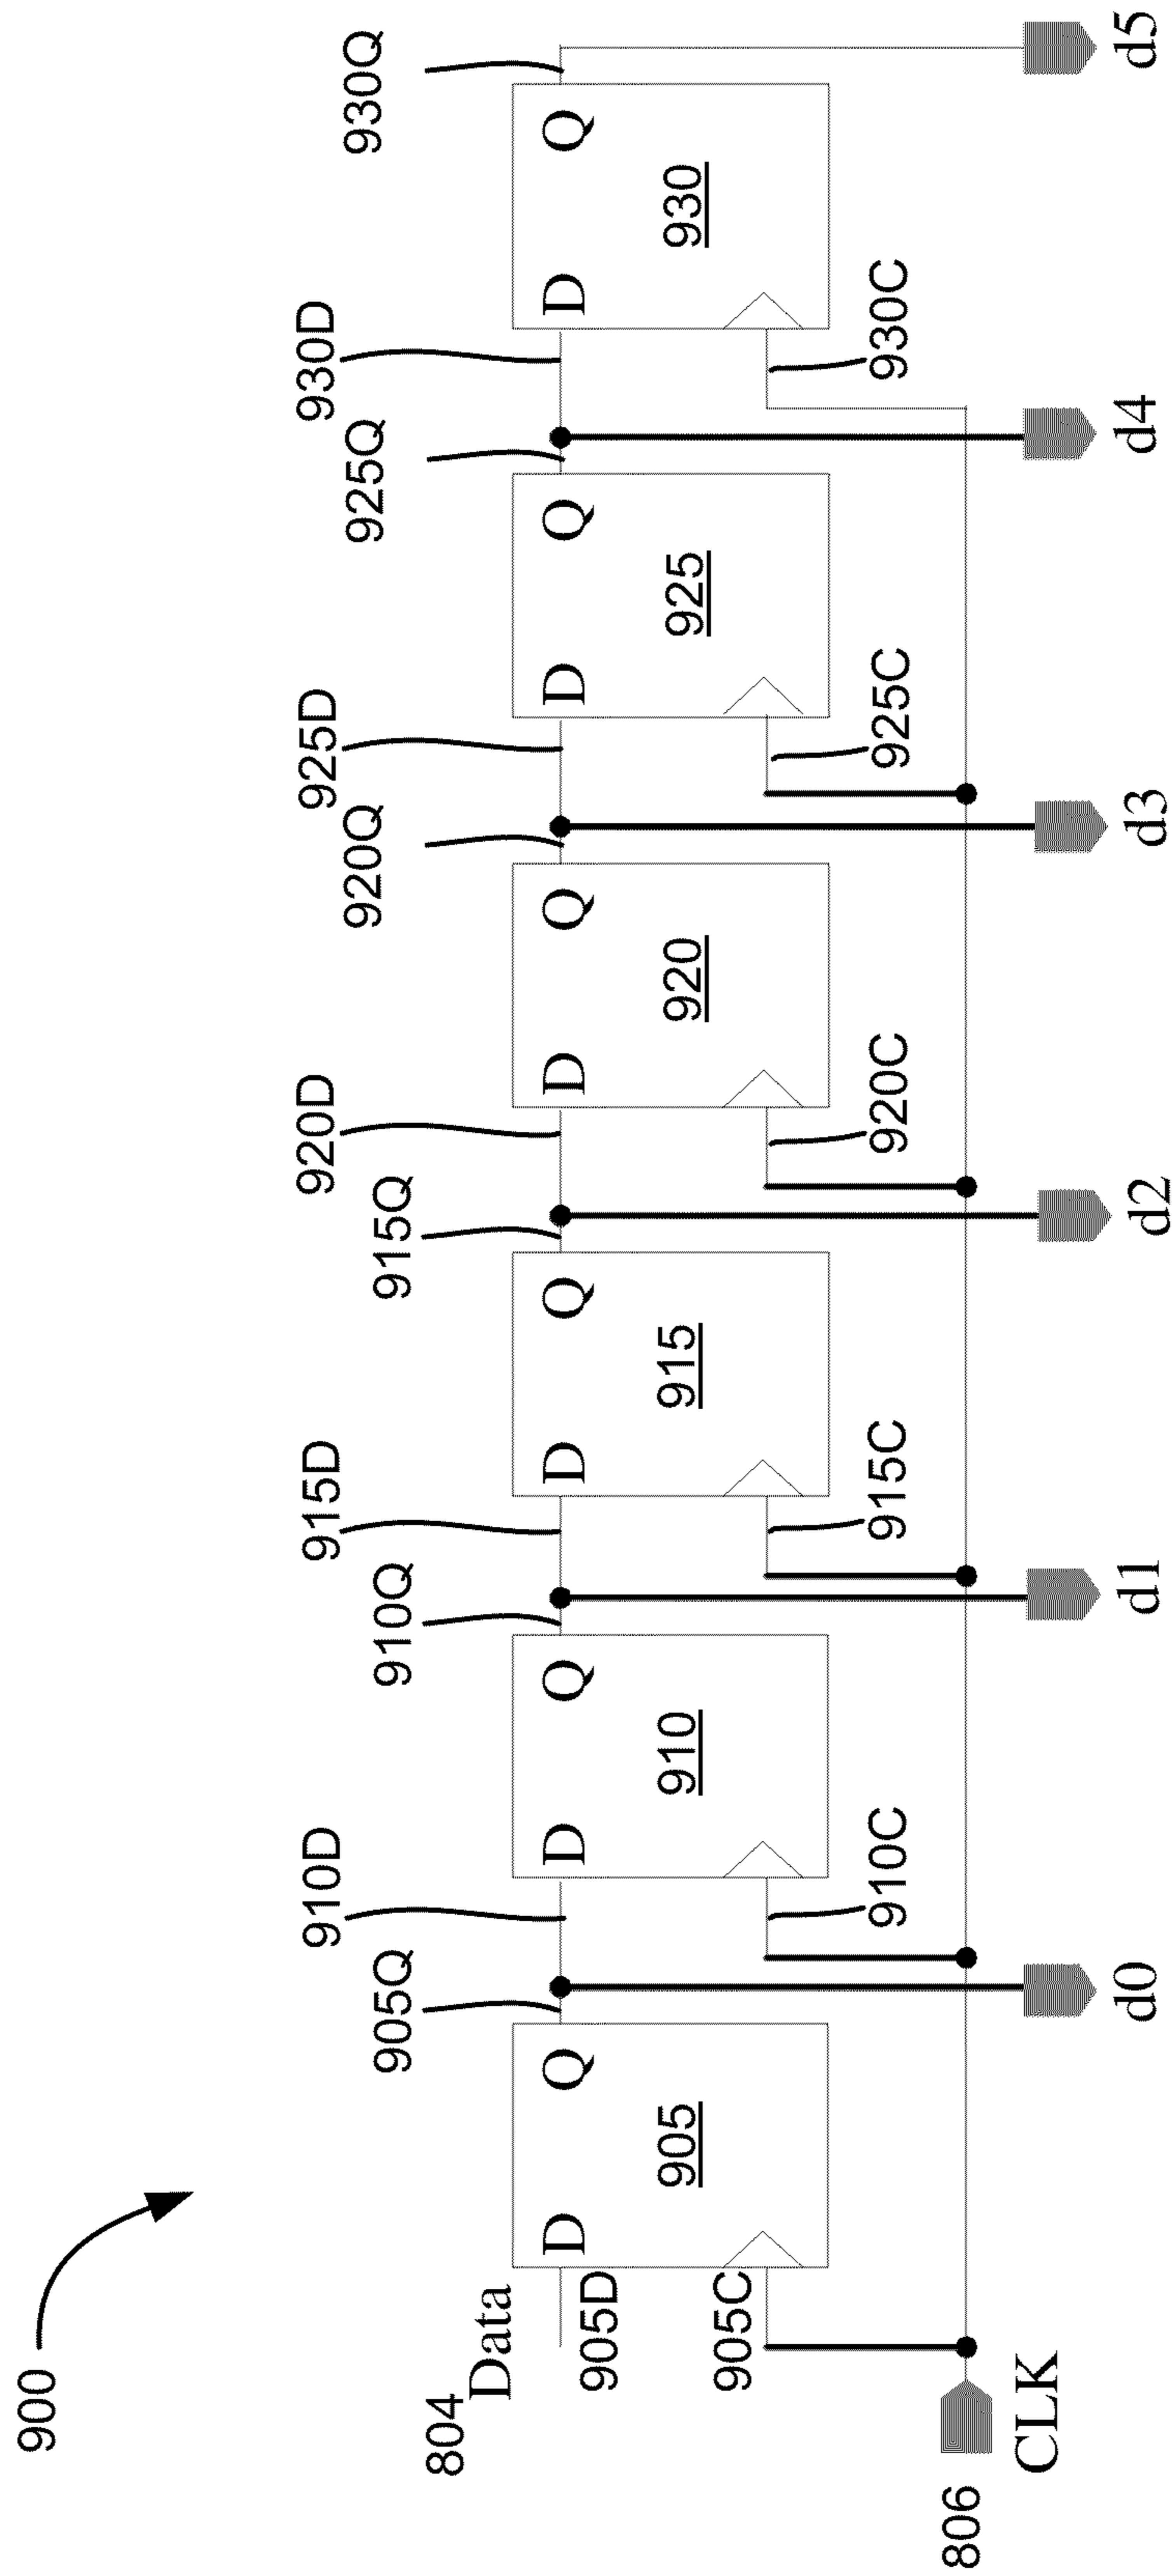 900
804
Data
905D
905C
806
CLK
D
Q
905
905Q
910D
910C
d0
D
Q
910
910Q
915D
915C
d1
D
Q
915
915Q
920D
920C
d2
D
Q
920
920Q
925D
925C
d3
D
Q
925
925Q
930D
930C
d4
D
Q
930
930Q
d5